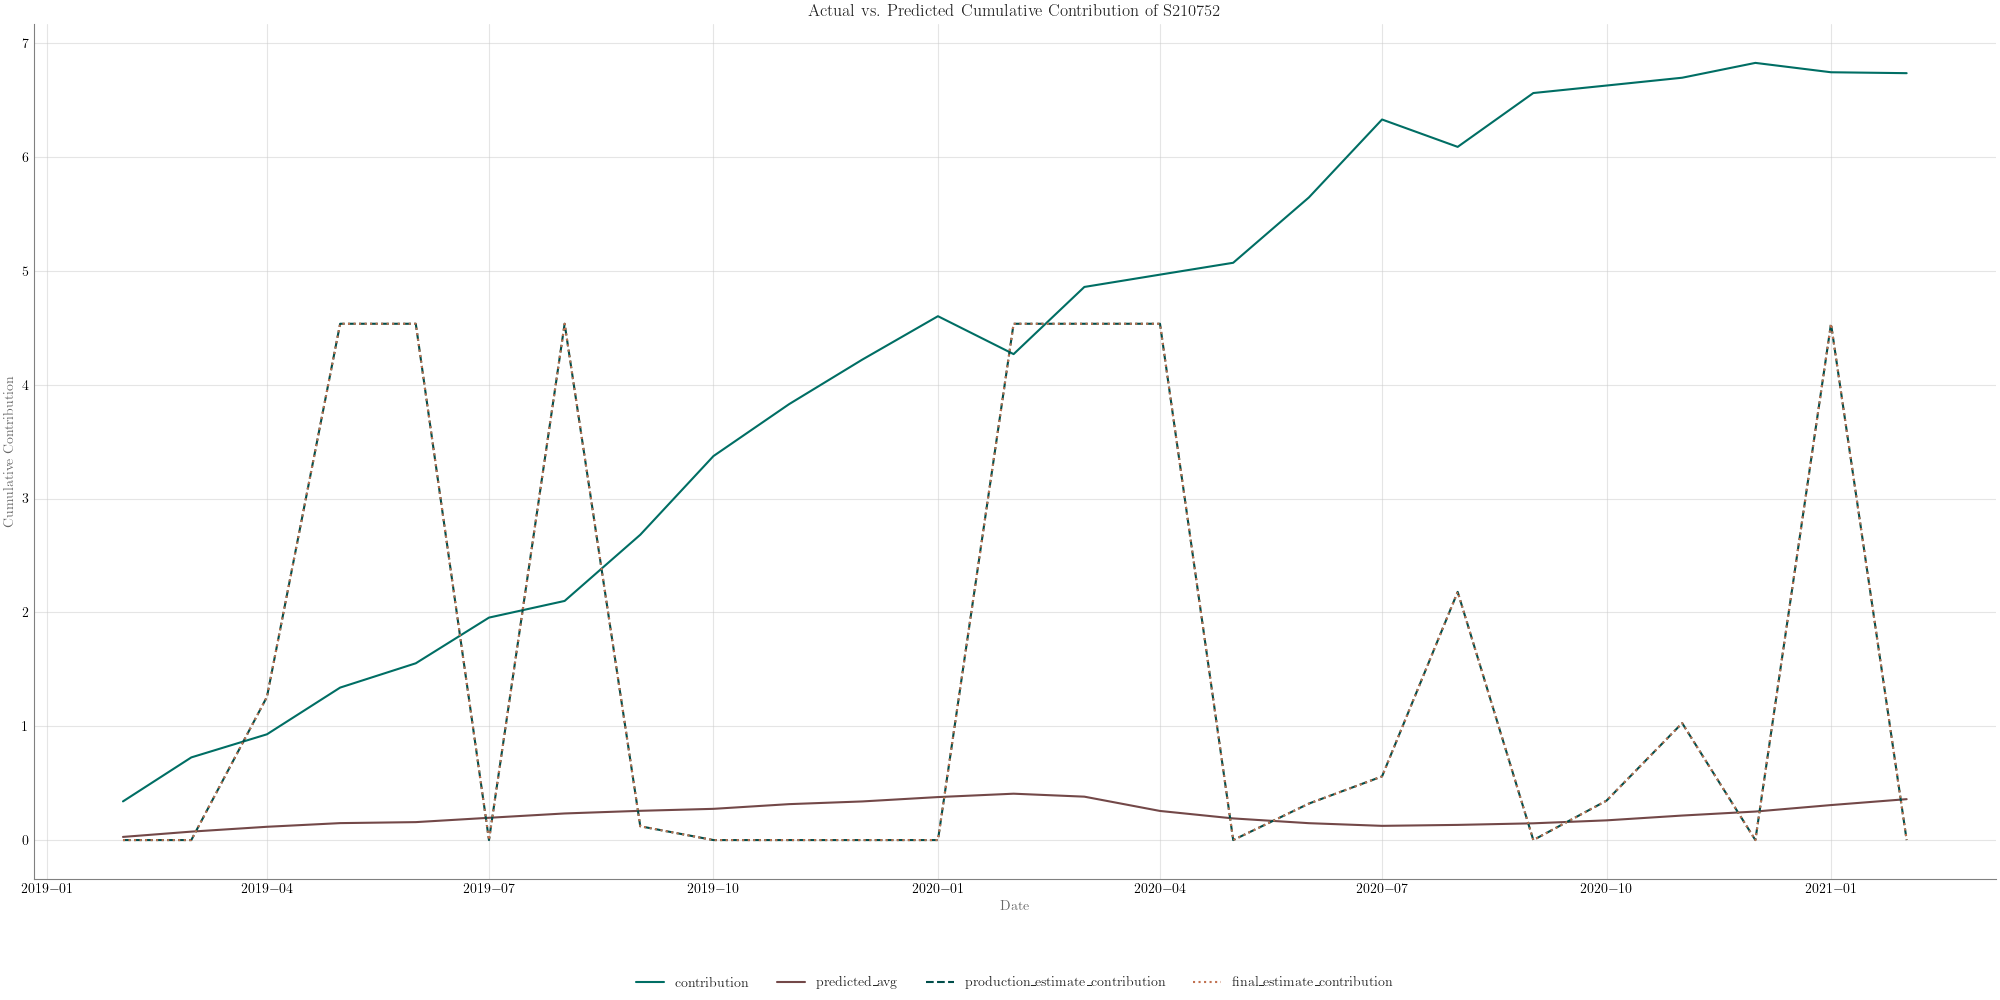 Actual vs. Predicted Cumulative Contribution of S210752
7
6
5
4
3
2
1
0
Cumulative Contribution
2019−01 2019−04 2019−07 2019−10 2020−01 2020−04 2020−07 2020−10 2021−01
Date
contribution predicted_avg production_estimate_contribution final_estimate_contribution